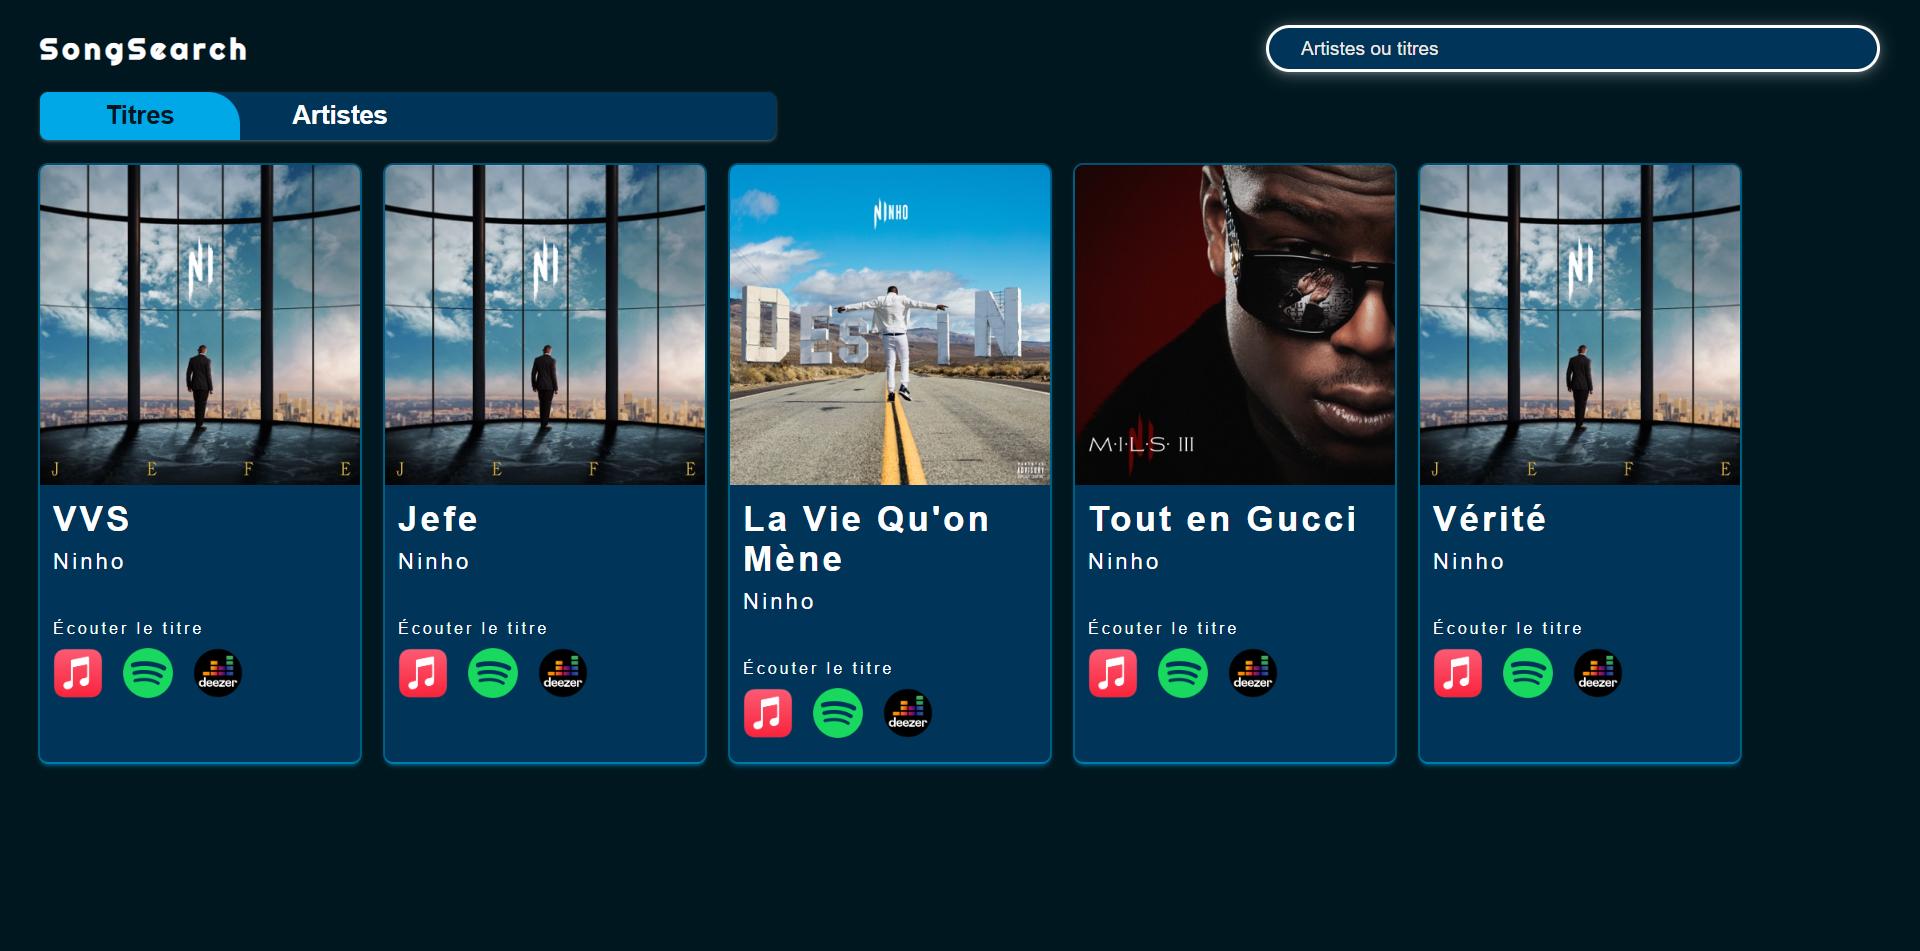 SongSearch
Artistes ou titres
Titres
Artistes
NI
J E F E
VVS
Ninho
Écouter le titre
deezer
NI
J E F E
Jefe
Ninho
Écouter le titre
deezer
NINHO
DESTIN
La Vie Qu'on
Mène
Ninho
Écouter le titre
deezer
M·I·L·S· III
Tout en Gucci
Ninho
Écouter le titre
deezer
NI
J E F E
Vérité
Ninho
Écouter le titre
deezer